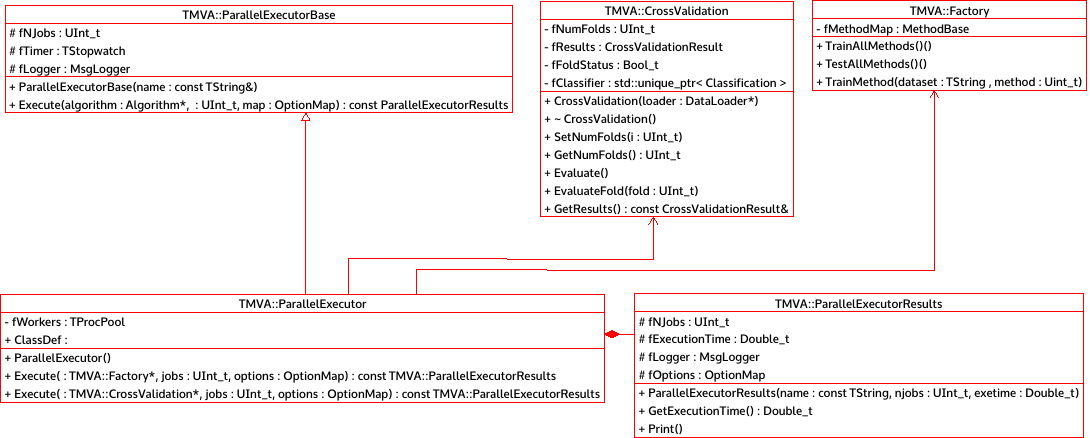 TMVA::ParallelExecutorBase
# fNJobs : UInt_t
# fTimer : TStopwatch
# fLogger : MsgLogger
+ ParallelExecutorBase(name : const TString&)
+ Execute(algorithm : Algorithm*,  : UInt_t, map : OptionMap) : const ParallelExecutorResults
TMVA::CrossValidation
- fNumFolds : UInt_t
- fResults : CrossValidationResult
- fFoldStatus : Bool_t
- fClassifier : std::unique_ptr< Classification >
+ CrossValidation(loader : DataLoader*)
+ ~ CrossValidation()
+ SetNumFolds(i : UInt_t)
+ GetNumFolds() : UInt_t
+ Evaluate()
+ EvaluateFold(fold : UInt_t)
+ GetResults() : const CrossValidationResult&
TMVA::Factory
- fMethodMap : MethodBase
+ TrainAllMethods()()
+ TestAllMethods()()
+ TrainMethod(dataset : TString , method : Uint_t)
TMVA::ParallelExecutor
- fWorkers : TProcPool
+ ClassDef :
+ ParallelExecutor()
+ Execute( : TMVA::Factory*, jobs : UInt_t, options : OptionMap) : const TMVA::ParallelExecutorResults
+ Execute( : TMVA::CrossValidation*, jobs : UInt_t, options : OptionMap) : const TMVA::ParallelExecutorResults
TMVA::ParallelExecutorResults
# fNJobs : UInt_t
# fExecutionTime : Double_t
# fLogger : MsgLogger
# fOptions : OptionMap
+ ParallelExecutorResults(name : const TString, njobs : UInt_t, exetime : Double_t)
+ GetExecutionTime() : Double_t
+ Print()